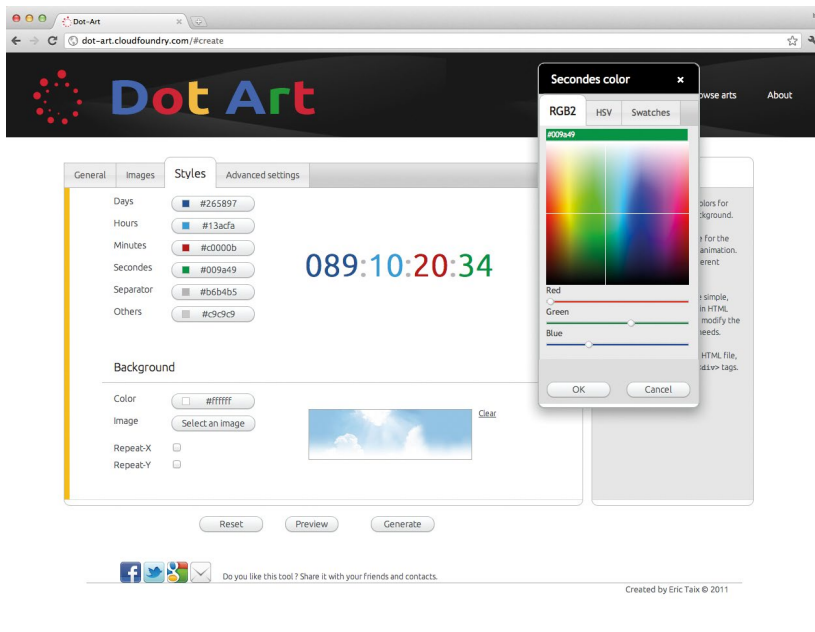 Dot-Art
dot-art.cloudfoundry.com/#create
Dot Art
owse arts
About
Secondes color ×
RGB2 HSV Swatches
#009a49
Red
Green
Blue
OK Cancel
General Images Styles Advanced settings
Days #265897
Hours #13acfa
Minutes #c0000b
Secondes #009a49
Separator #b6b4b5
Others #c9c9c9
089:10:20:34
Background
Color #ffffff
Image Select an image
Clear
Repeat-X
Repeat-Y
olors for
ckground.
e for the
animation.
erent
e simple,
in HTML
modify the
needs.
HTML file,
<div> tags.
Reset Preview Generate
Do you like this tool ? Share it with your friends and contacts.
Created by Eric Taix © 2011